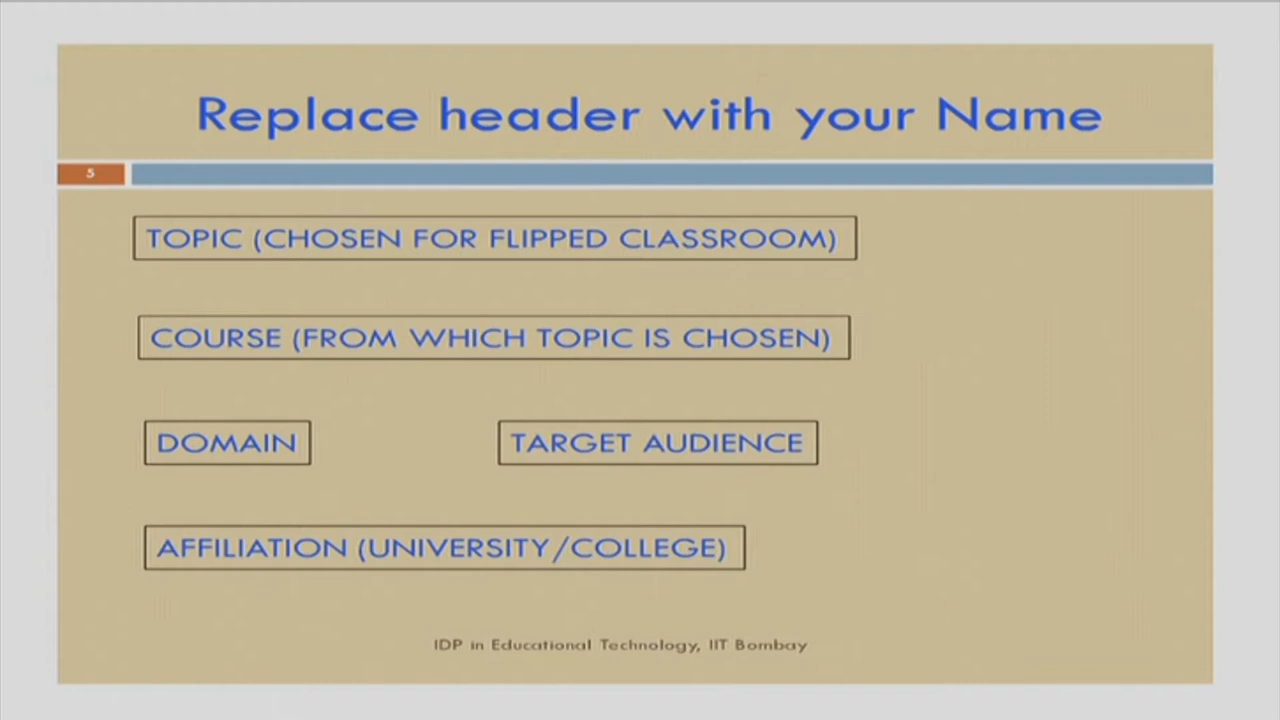 Replace header with your Name
5
TOPIC (CHOSEN FOR FLIPPED CLASSROOM)
COURSE (FROM WHICH TOPIC IS CHOSEN)
DOMAIN TARGET AUDIENCE
AFFILIATION (UNIVERSITY/COLLEGE)
IDP in Educational Technology, IIT Bombay